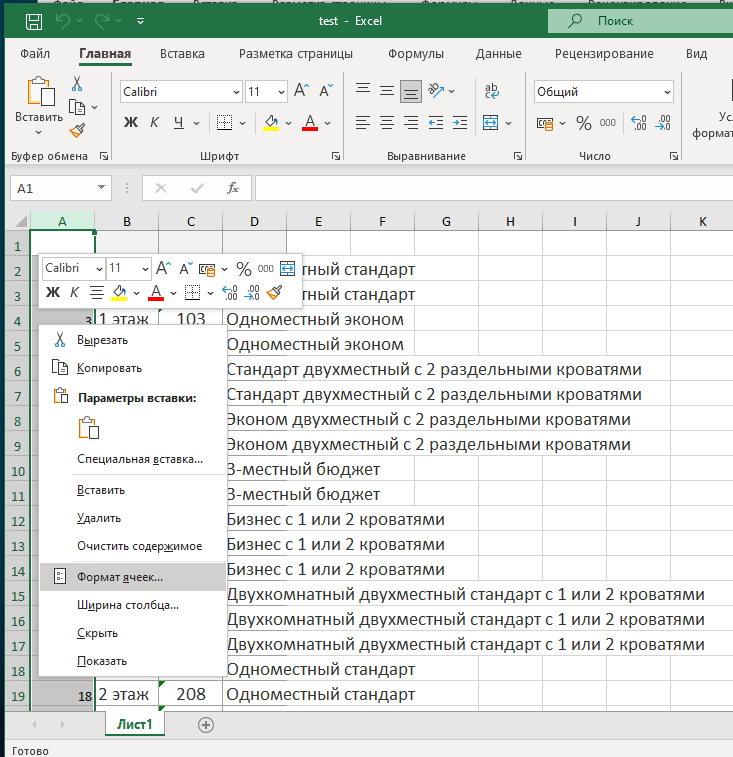 test - Excel
Поиск
Файл Главная Вставка Разметка страницы Формулы Данные Рецензирование Вид
Вставить
Calibri 11
Ж К Ч
ab
Общий
% 000
Буфер обмена Шрифт Выравнивание Число
A1
fx
A B C D E F G H I J K
1
2 тный стандарт
3 тный стандарт
4 3 1 этаж 103 Одноместный эконом
5 Одноместный эконом
6 Стандарт двухместный с 2 раздельными кроватями
7 Стандарт двухместный с 2 раздельными кроватями
8 Эконом двухместный с 2 раздельными кроватями
9 Эконом двухместный с 2 раздельными кроватями
10 3-местный бюджет
11 3-местный бюджет
12 Бизнес с 1 или 2 кроватями
13 Бизнес с 1 или 2 кроватями
14 Бизнес с 1 или 2 кроватями
15 Двухкомнатный двухместный стандарт с 1 или 2 кроватями
16 Двухкомнатный двухместный стандарт с 1 или 2 кроватями
17 Двухкомнатный двухместный стандарт с 1 или 2 кроватями
18 Одноместный стандарт
19 18 2 этаж 208 Одноместный стандарт
Calibri 11 % 000
Ж К
Вырезать
Копировать
Параметры вставки:
Специальная вставка...
Вставить
Удалить
Очистить содержимое
Формат ячеек...
Ширина столбца...
Скрыть
Показать
Лист1
Готово